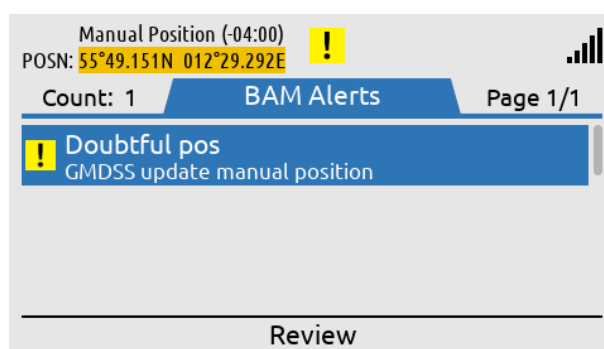 Manual Position (-04:00)
POSN: 55°49.151N 012°29.292E
!
Count: 1
BAM Alerts
Page 1/1
!
Doubtful pos
GMDSS update manual position
Review